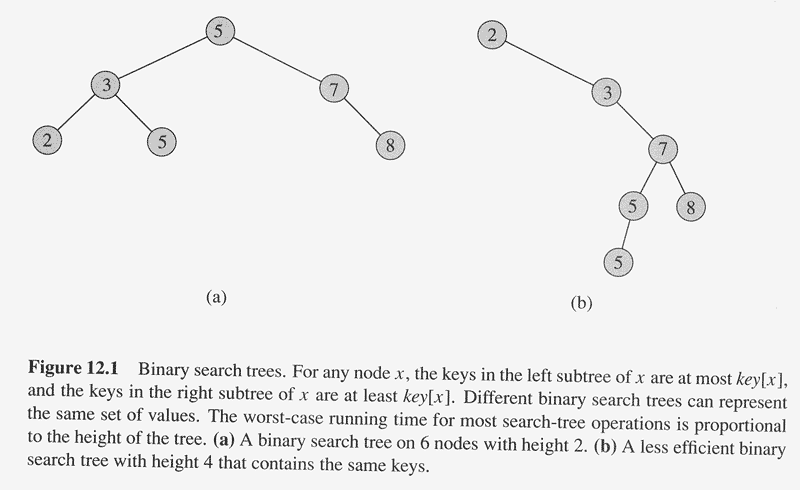 5
2
3
7
3
7
2
5
8
5
8
5
(a)
(b)
Figure 12.1 Binary search trees. For any node x, the keys in the left subtree of x are at most key[x],
and the keys in the right subtree of x are at least key[x]. Different binary search trees can represent
the same set of values. The worst-case running time for most search-tree operations is proportional
to the height of the tree. (a) A binary search tree on 6 nodes with height 2. (b) A less efficient binary
search tree with height 4 that contains the same keys.